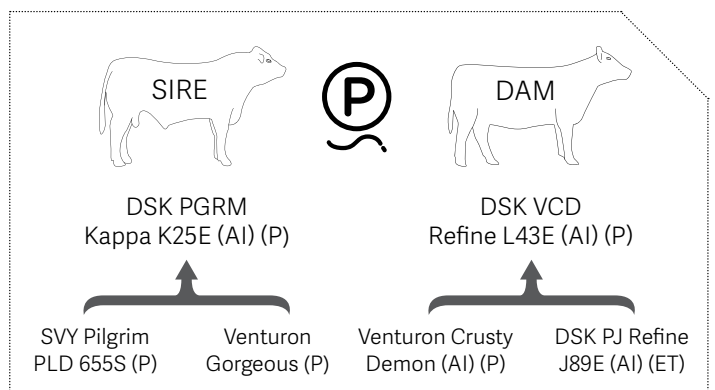 SIRE
P
DAM
DSK PGRM
Kappa K25E (AI) (P)
DSK VCD
Refine L43E (AI) (P)
SVY Pilgrim
PLD 655S (P)
Venturon
Gorgeous (P)
Venturon Crusty
Demon (AI) (P)
DSK PJ Refine
J89E (AI) (ET)